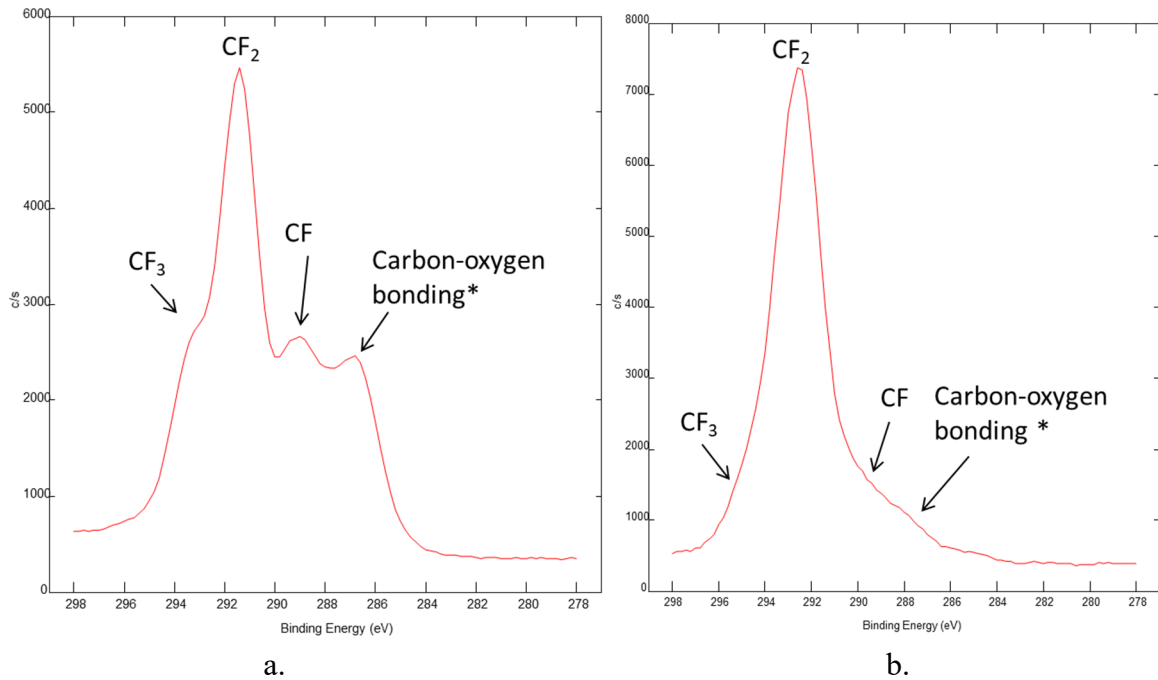 6000
5000
4000
3000
2000
1000
0
c/s
CF₂
CF₃
CF
Carbon-oxygen
bonding*
298 296 294 292 290 288 286 284 282 280 278
Binding Energy (eV)
a.
8000
7000
6000
5000
4000
3000
2000
1000
0
c/s
CF₂
CF₃
CF
Carbon-oxygen
bonding *
298 296 294 292 290 288 286 284 282 280 278
Binding Energy (eV)
b.